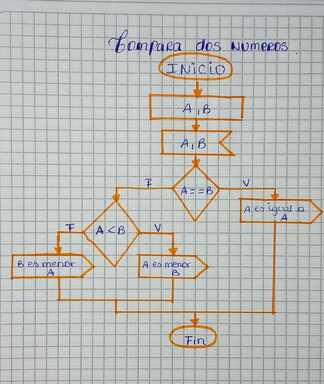 Compara dos numeros.
INICIO
A,B
A,B
A==B
F
V
A es igual a
A
A<B
F
V
B es menor
A
A es menor
B
Fin